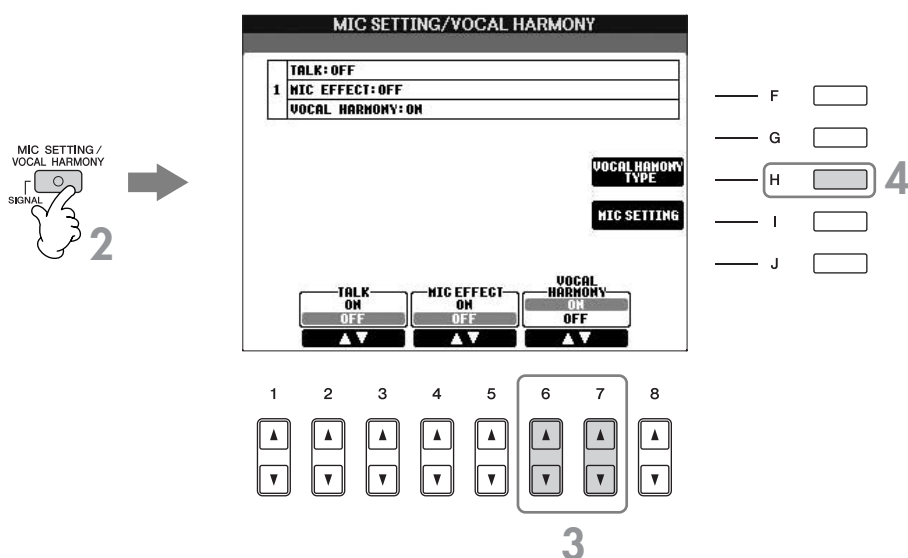 MIC SETTING/VOCAL HARMONY
TALK:OFF
1 MIC EFFECT:OFF
VOCAL HARMONY:ON
MIC SETTING /
VOCAL HARMONY
SIGNAL
2
VOCAL HAMONY
TYPE
MIC SETTING
F
G
H
4
I
J
TALK
ON
OFF
MIC EFFECT
ON
OFF
VOCAL
HARMONY
ON
OFF
1 2 3 4 5 6 7 8
3